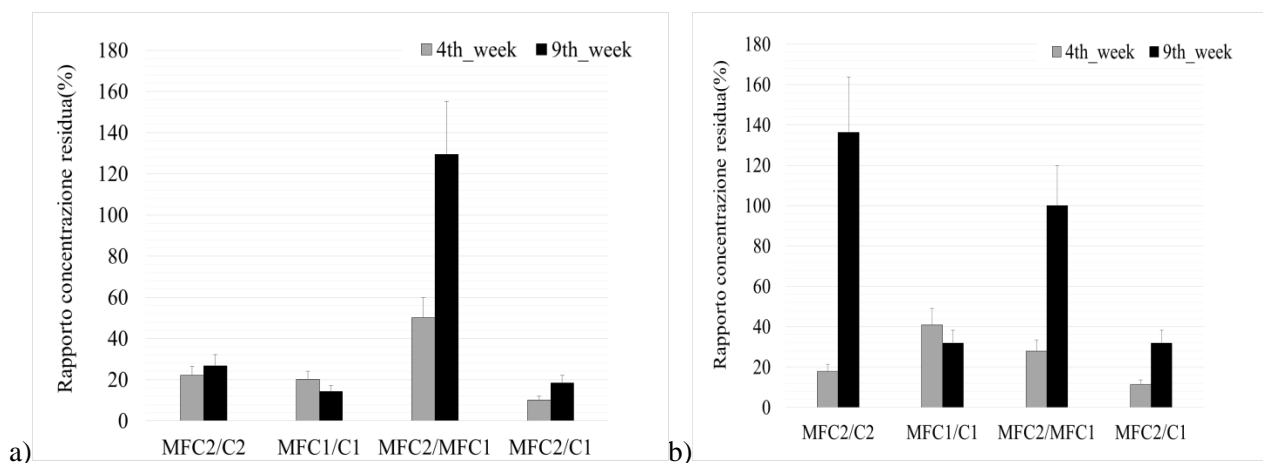 a)
4th_week 9th_week
Rapporto concentrazione residua(%)
180
160
140
120
100
80
60
40
20
0
MFC2/C2 MFC1/C1 MFC2/MFC1 MFC2/C1
b)
4th_week 9th_week
Rapporto concentrazione residua(%)
180
160
140
120
100
80
60
40
20
0
MFC2/C2 MFC1/C1 MFC2/MFC1 MFC2/C1